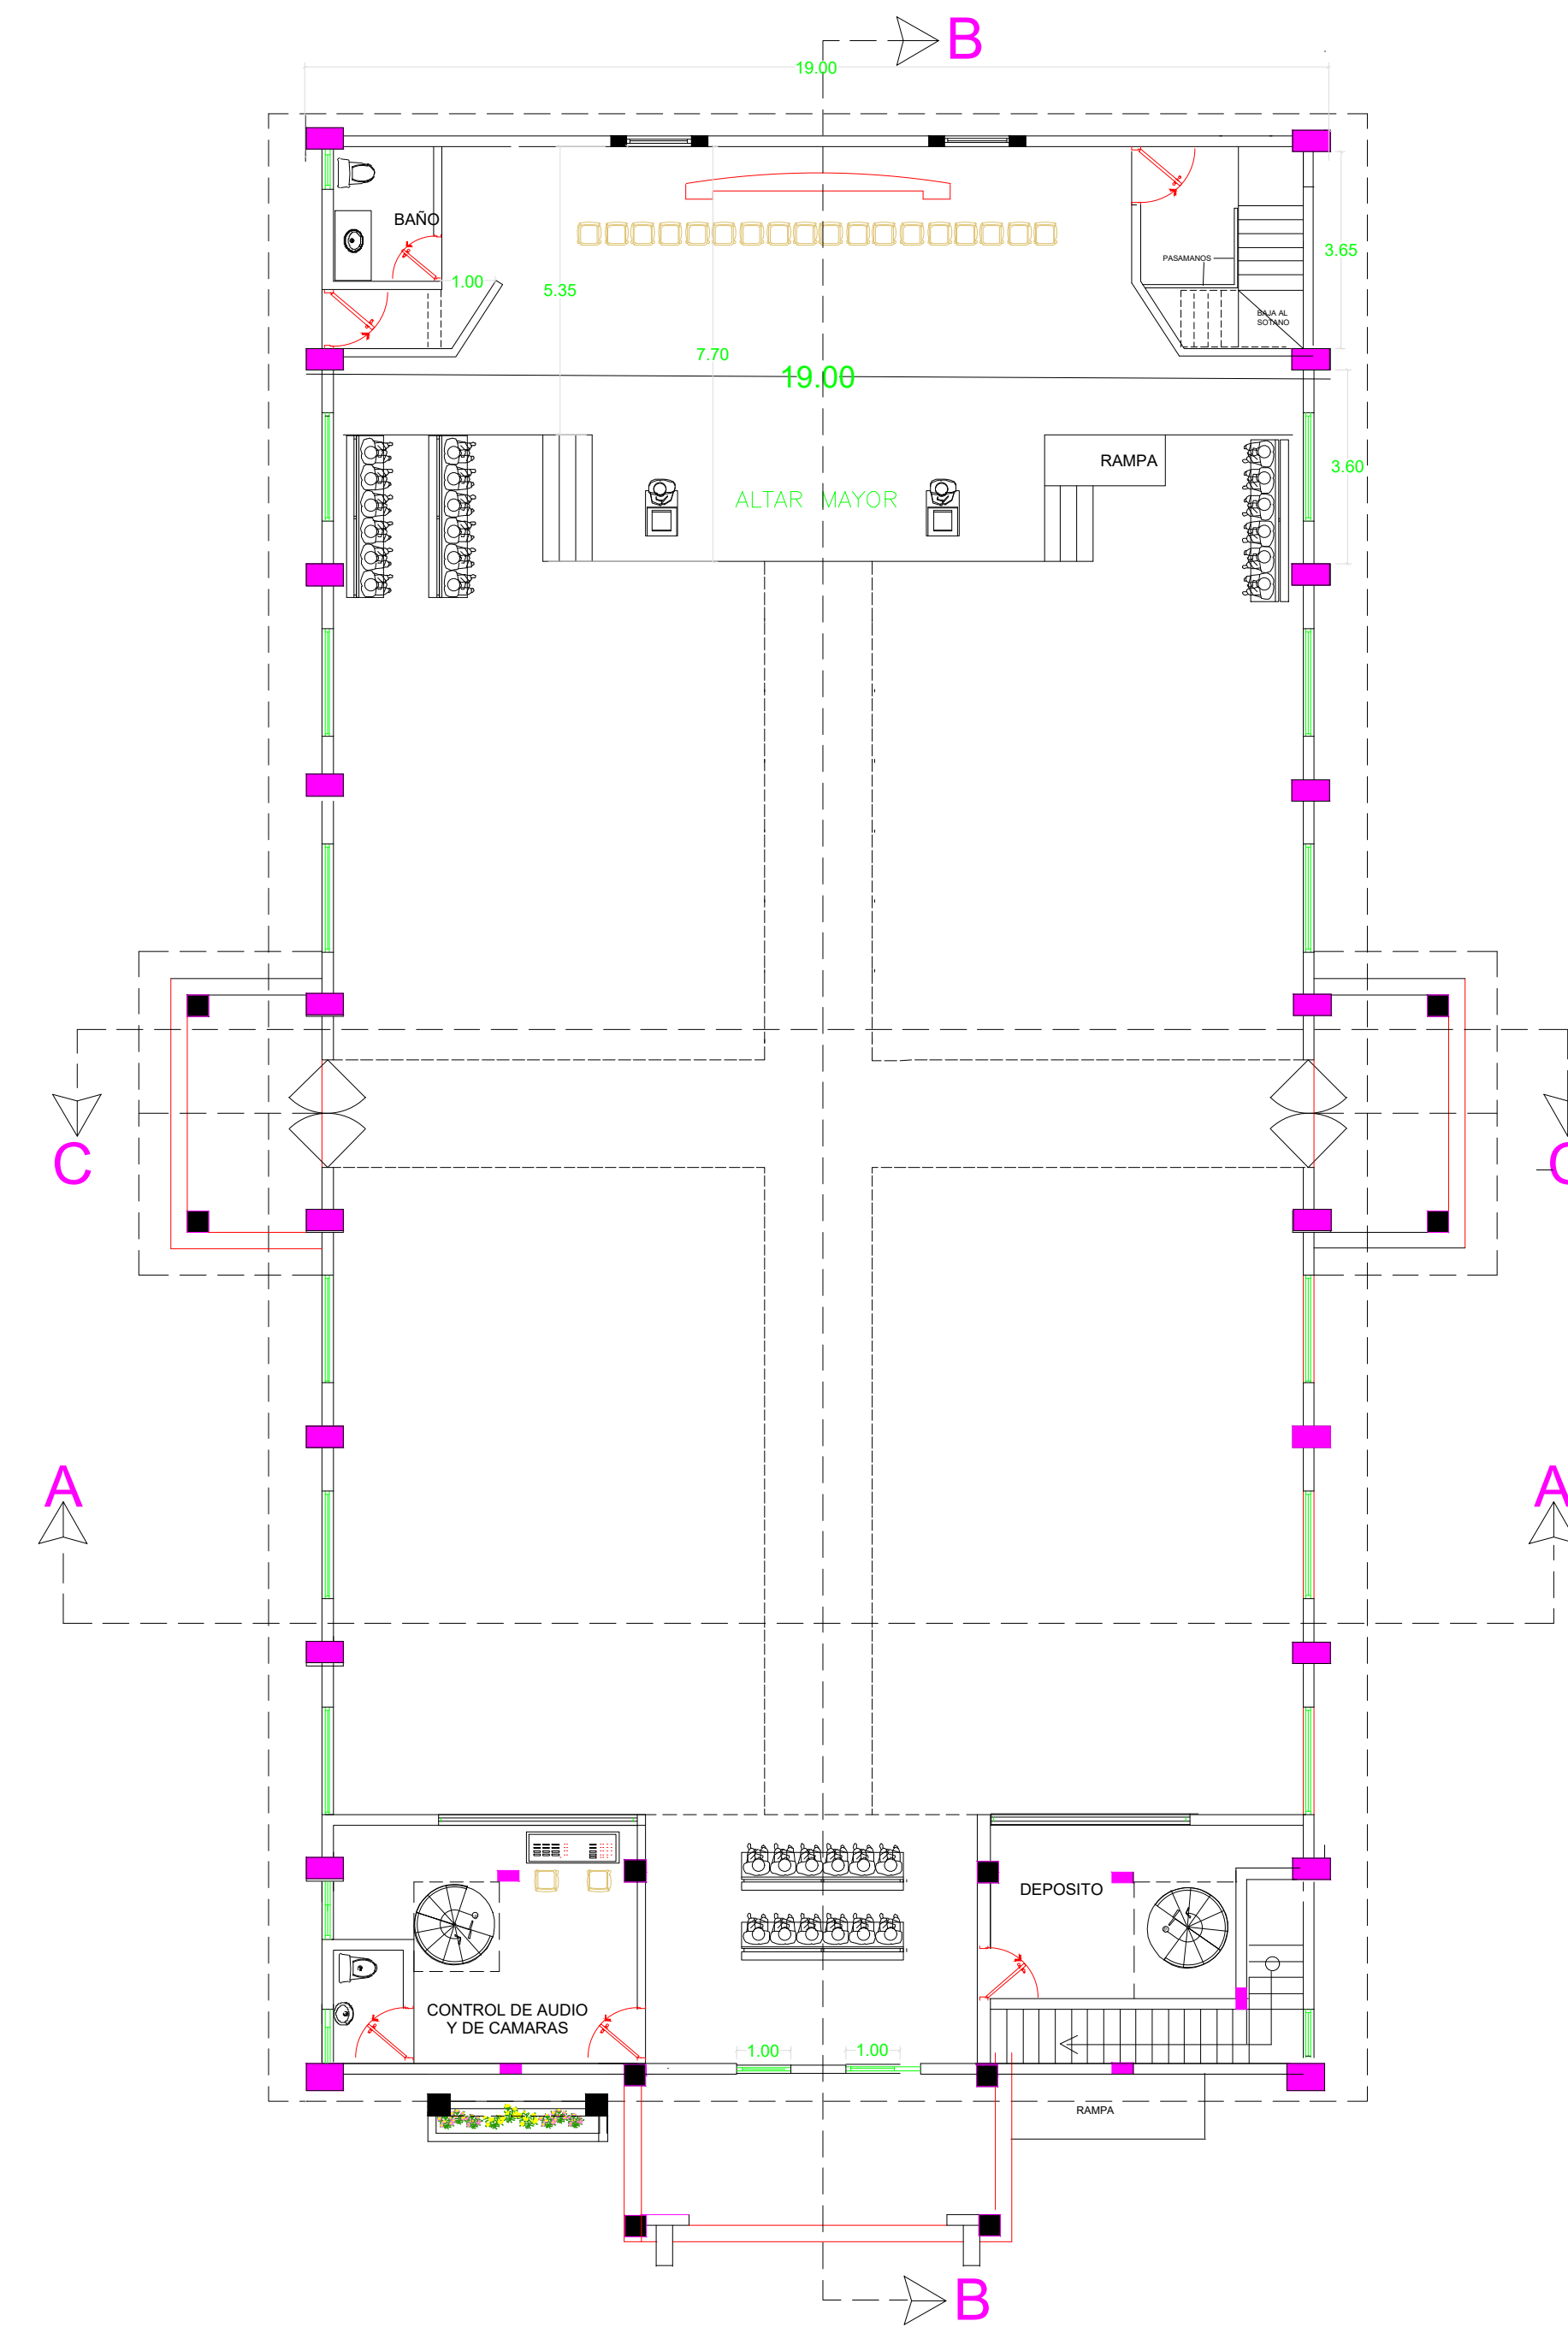 B
19.00
BAÑO
3.65
PASAMANOS
1.00
5.35
BAJA AL
SOTANO
7.70
19.00
RAMPA
3.60
ALTAR MAYOR
C
C
A
A
DEPOSITO
CONTROL DE AUDIO
Y DE CAMARAS
1.00
1.00
RAMPA
B